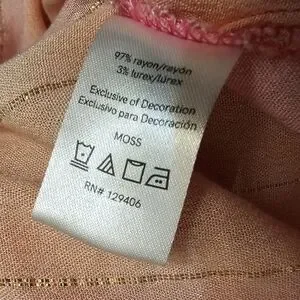 97% rayon/rayón
3% lurex/lúrex
Exclusive of Decoration
Exclusivo para Decoración
MOSS
RN# 129406